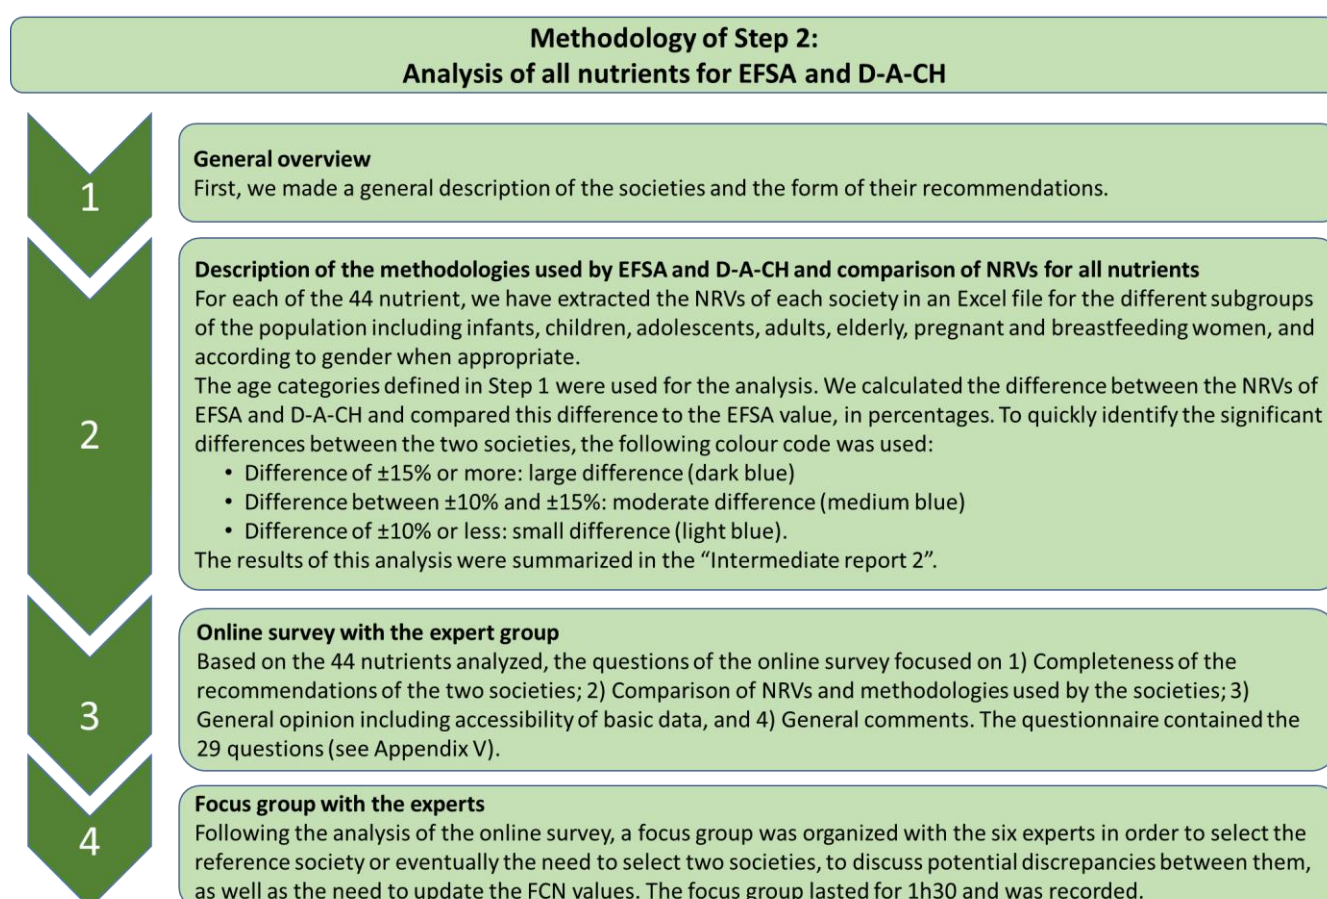 Methodology of Step 2:
Analysis of all nutrients for EFSA and D-A-CH
1
General overview
First, we made a general description of the societies and the form of their recommendations.
2
Description of the methodologies used by EFSA and D-A-CH and comparison of NRVs for all nutrients
For each of the 44 nutrient, we have extracted the NRVs of each society in an Excel file for the different subgroups
of the population including infants, children, adolescents, adults, elderly, pregnant and breastfeeding women, and
according to gender when appropriate.
The age categories defined in Step 1 were used for the analysis. We calculated the difference between the NRVs of
EFSA and D-A-CH and compared this difference to the EFSA value, in percentages. To quickly identify the significant
differences between the two societies, the following colour code was used:
• Difference of ±15% or more: large difference (dark blue)
• Difference between ±10% and ±15%: moderate difference (medium blue)
• Difference of ±10% or less: small difference (light blue).
The results of this analysis were summarized in the “Intermediate report 2”.
3
Online survey with the expert group
Based on the 44 nutrients analyzed, the questions of the online survey focused on 1) Completeness of the
recommendations of the two societies; 2) Comparison of NRVs and methodologies used by the societies; 3)
General opinion including accessibility of basic data, and 4) General comments. The questionnaire contained the
29 questions (see Appendix V).
4
Focus group with the experts
Following the analysis of the online survey, a focus group was organized with the six experts in order to select the
reference society or eventually the need to select two societies, to discuss potential discrepancies between them,
as well as the need to update the FCN values. The focus group lasted for 1h30 and was recorded.